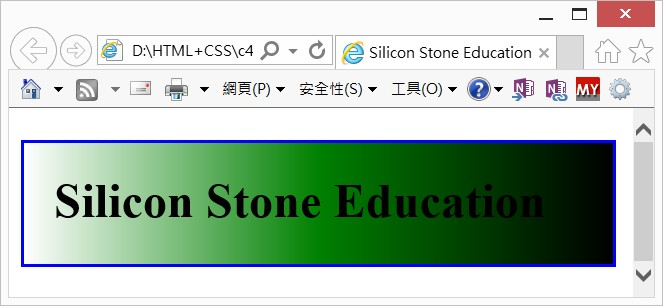 D:\HTML+CSS\c4
Silicon Stone Education
網頁(P) 安全性(S) 工具(O) MY
Silicon Stone Education